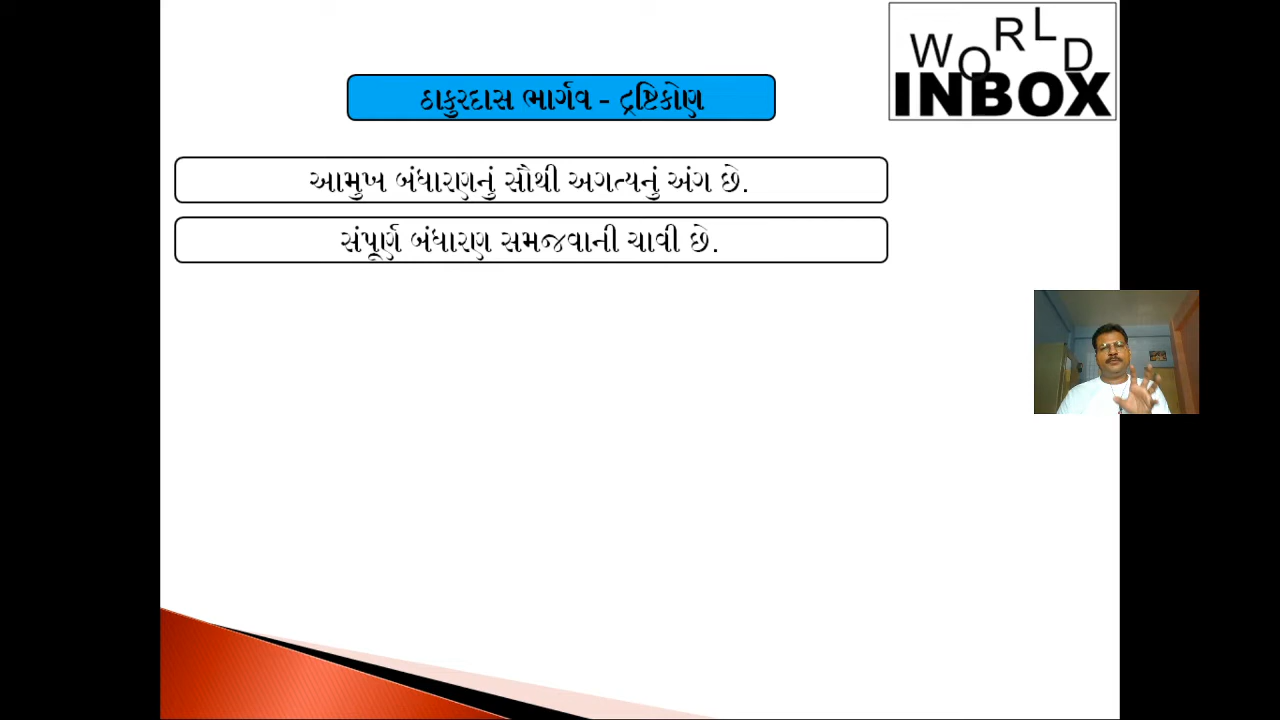 WORLD
INBOX
ઠાકુરદાસ ભાર્ગવ - દ્રષ્ટિકોણ
આમુખ બંધારણનું સૌથી અગત્યનું અંગ છે.
સંપૂર્ણ બંધારણ સમજવાની ચાવી છે.